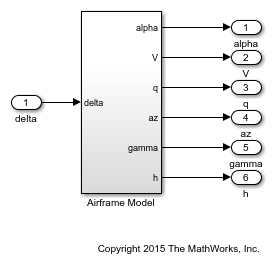 alpha
1
alpha
V
2
V
1
delta
delta
q
3
q
az
4
az
gamma
5
gamma
h
6
h
Airframe Model
Copyright 2015 The MathWorks, Inc.